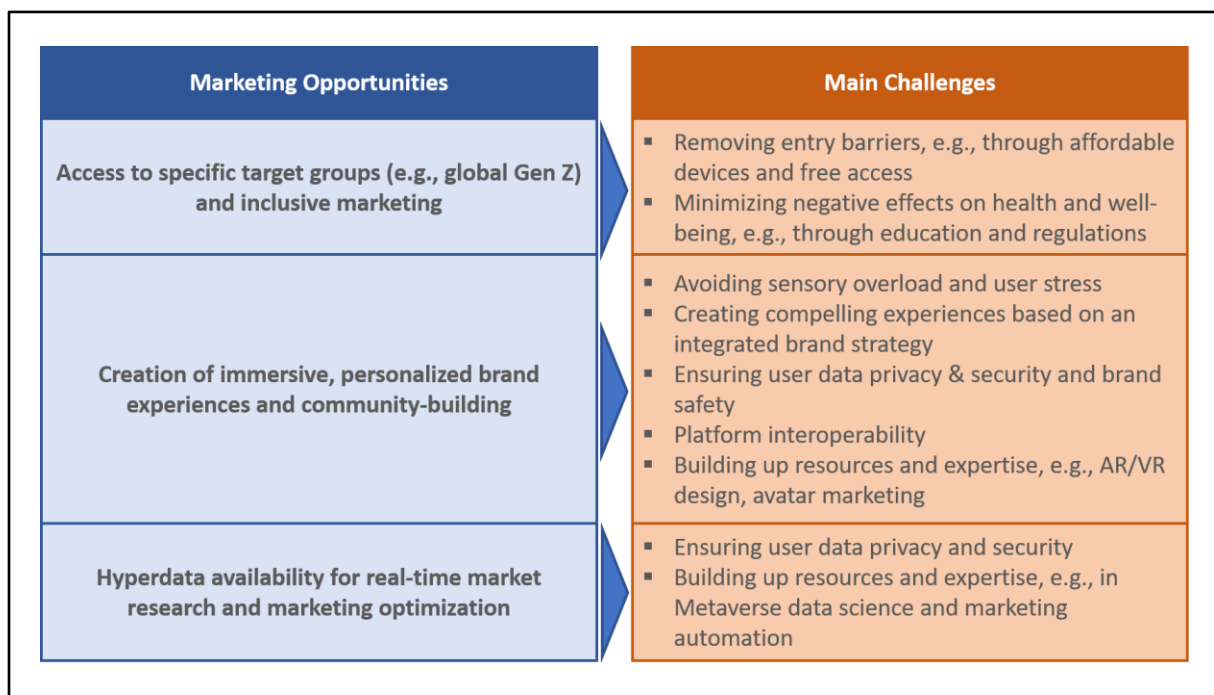 Marketing Opportunities
Main Challenges
Access to specific target groups (e.g., global Gen Z)
and inclusive marketing
▪ Removing entry barriers, e.g., through affordable
devices and free access
▪ Minimizing negative effects on health and well-
being, e.g., through education and regulations
Creation of immersive, personalized brand
experiences and community-building
▪ Avoiding sensory overload and user stress
▪ Creating compelling experiences based on an
integrated brand strategy
▪ Ensuring user data privacy & security and brand
safety
▪ Platform interoperability
▪ Building up resources and expertise, e.g., AR/VR
design, avatar marketing
Hyperdata availability for real-time market
research and marketing optimization
▪ Ensuring user data privacy and security
▪ Building up resources and expertise, e.g., in
Metaverse data science and marketing
automation